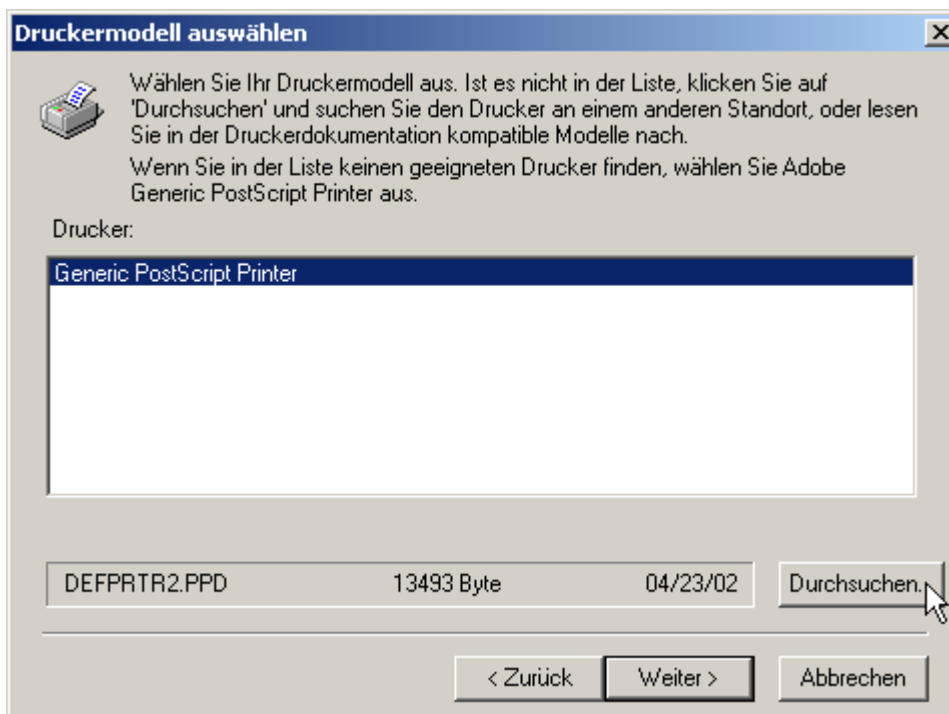 Druckermodell auswählen
Wählen Sie Ihr Druckermodell aus. Ist es nicht in der Liste, klicken Sie auf
'Durchsuchen' und suchen Sie den Drucker an einem anderen Standort, oder lesen
Sie in der Druckerdokumentation kompatible Modelle nach.
Wenn Sie in der Liste keinen geeigneten Drucker finden, wählen Sie Adobe
Generic PostScript Printer aus.
Drucker:
Generic PostScript Printer
DEFPRTR2.PPD 13493 Byte 04/23/02 Durchsuchen...
< Zurück Weiter > Abbrechen